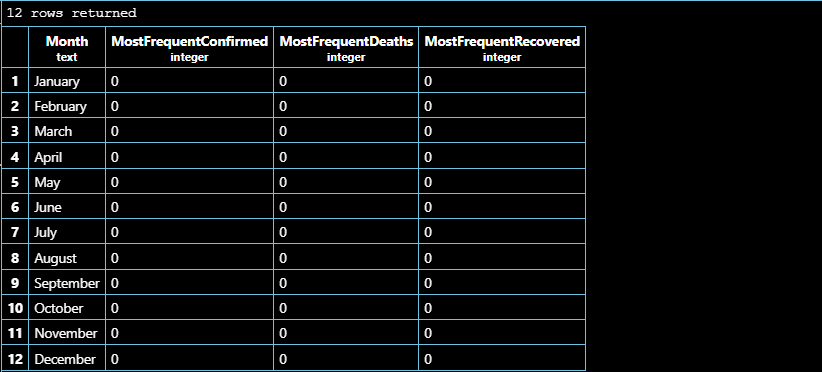 12 rows returned
Month MostFrequentConfirmed MostFrequentDeaths MostFrequentRecovered
text integer integer integer
1 January 0 0 0
2 February 0 0 0
3 March 0 0 0
4 April 0 0 0
5 May 0 0 0
6 June 0 0 0
7 July 0 0 0
8 August 0 0 0
9 September 0 0 0
10 October 0 0 0
11 November 0 0 0
12 December 0 0 0